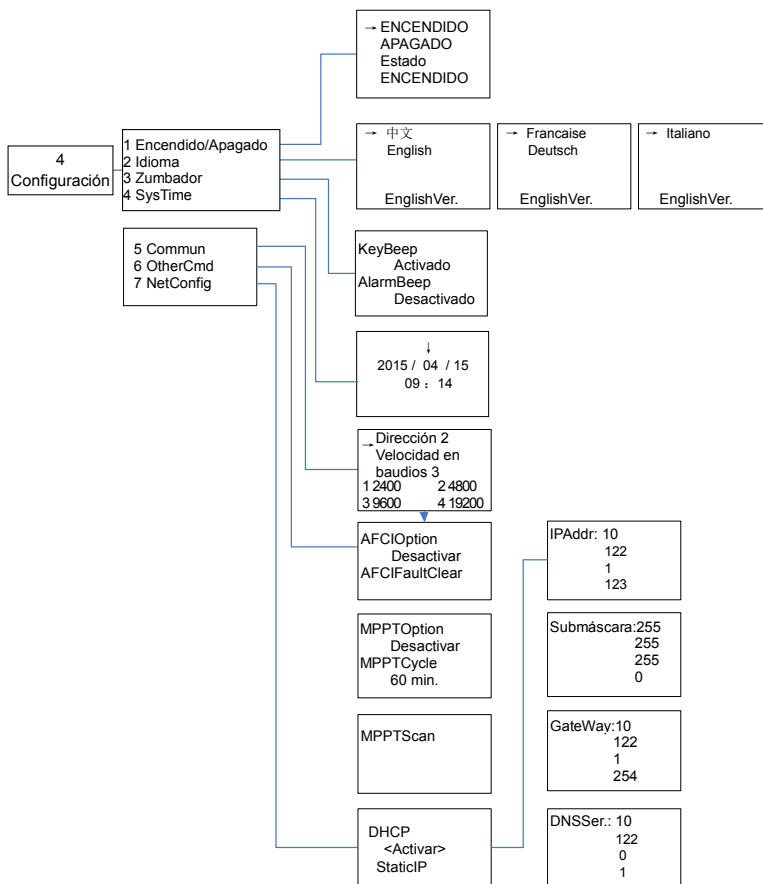 → ENCENDIDO
APAGADO
Estado
ENCENDIDO
4
Configuración
1 Encendido/Apagado
2 Idioma
3 Zumbador
4 SysTime
→ 中文
English
EnglishVer.
→ Francaise
Deutsch
EnglishVer.
→ Italiano
EnglishVer.
5 Commun
6 OtherCmd
7 NetConfig
KeyBeep
Activado
AlarmBeep
Desactivado
↓
2015 / 04 / 15
09 : 14
→ Dirección 2
Velocidad en
baudios 3
1 2400 2 4800
3 9600 4 19200
AFCIOption
Desactivar
AFCIFaultClear
IPAddr: 10
122
1
123
MPPTOption
Desactivar
MPPTCycle
60 min.
Submáscara:255
255
255
0
MPPTScan
GateWay:10
122
1
254
DHCP
<Activar>
StaticIP
DNSSer.: 10
122
0
1